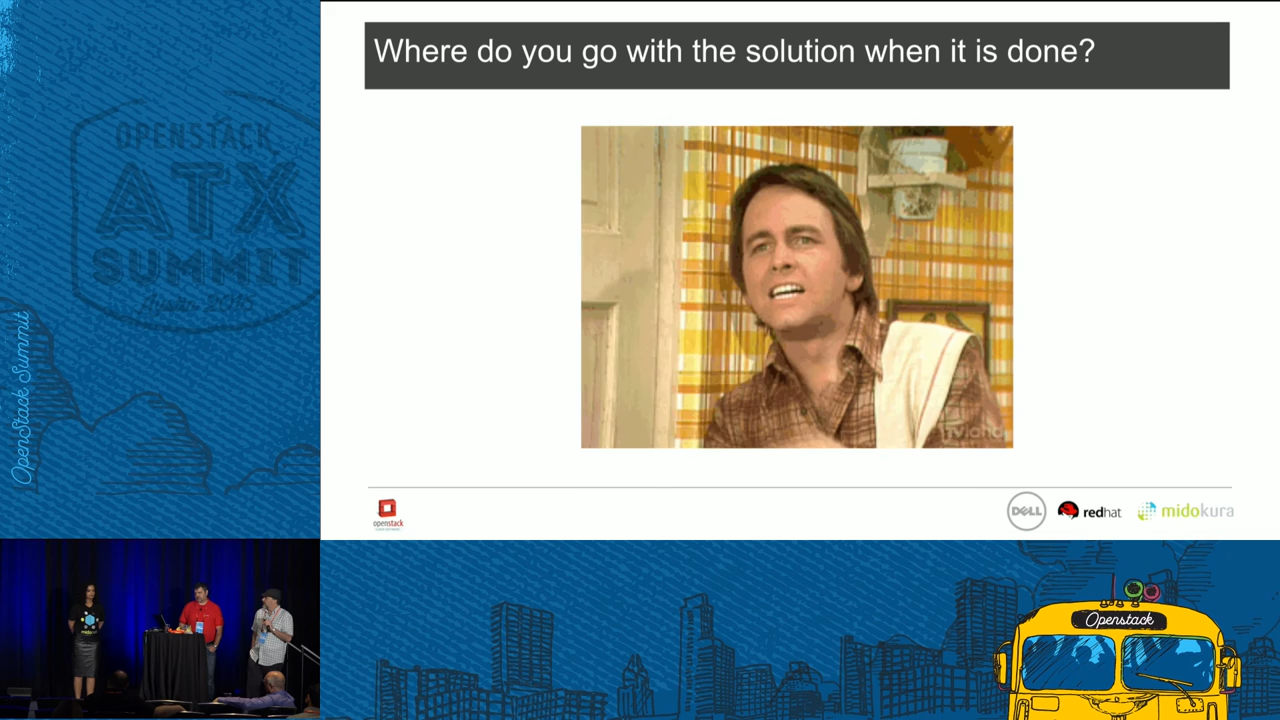 Where do you go with the solution when it is done?
OPENSTACK
ATX
SUMMIT
Austin 2016
OpenStack Summit
tvland
openstack
DELL
redhat
midokura
Openstack